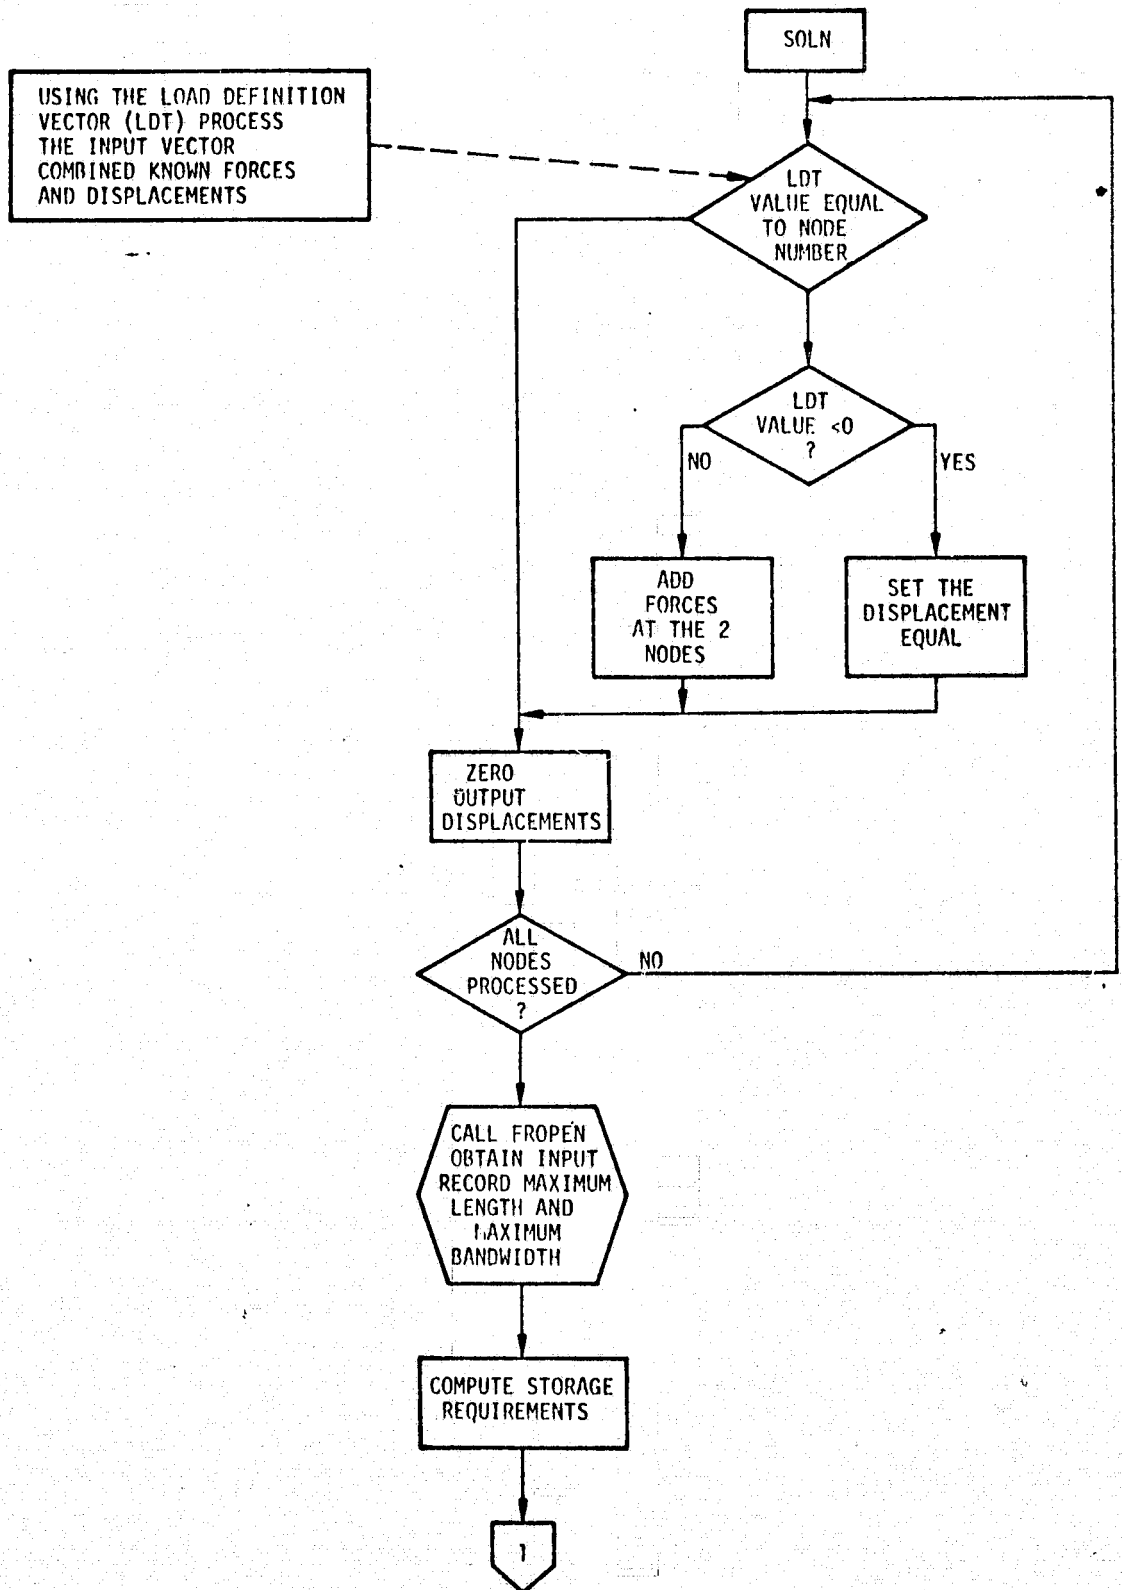 SOLN
USING THE LOAD DEFINITION
VECTOR (LDT) PROCESS
THE INPUT VECTOR
COMBINED KNOWN FORCES
AND DISPLACEMENTS
LDT
VALUE EQUAL
TO NODE
NUMBER
LDT
VALUE <0
?
NO
YES
ADD
FORCES
AT THE 2
NODES
SET THE
DISPLACEMENT
EQUAL
ZERO
OUTPUT
DISPLACEMENTS
ALL
NODES
PROCESSED
?
NO
CALL FROPEN
OBTAIN INPUT
RECORD MAXIMUM
LENGTH AND
MAXIMUM
BANDWIDTH
COMPUTE STORAGE
REQUIREMENTS
1